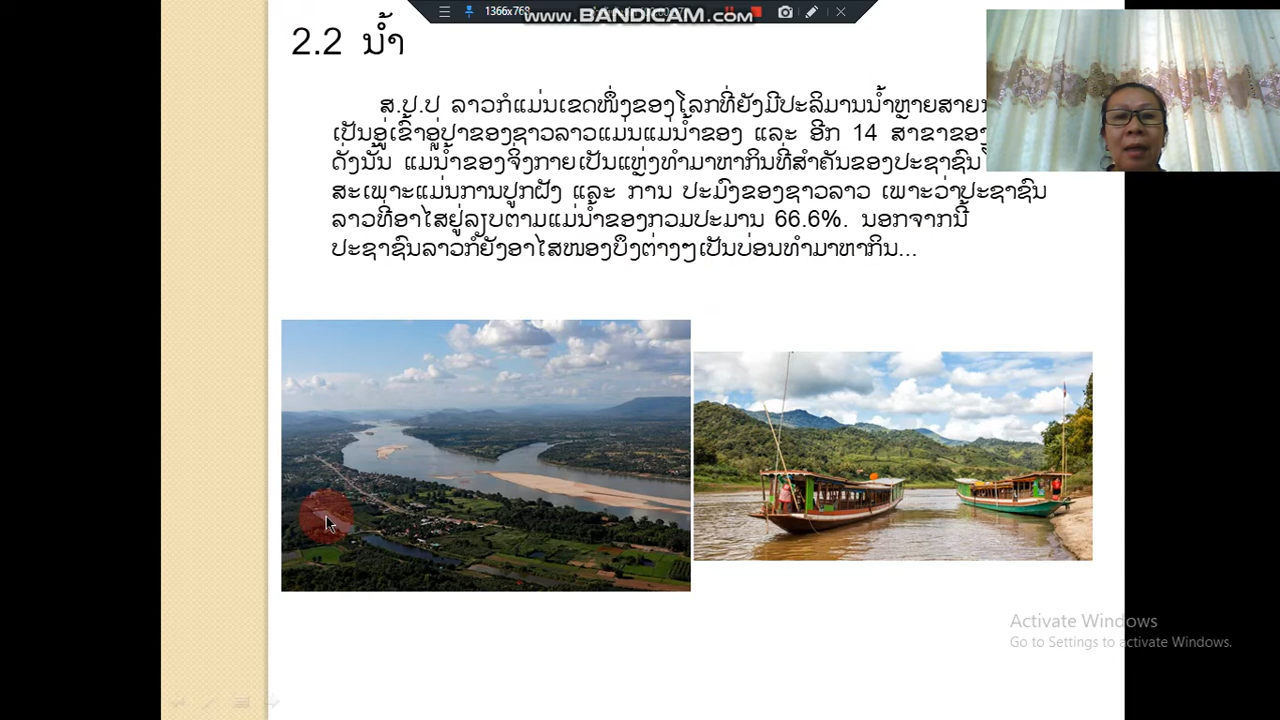 1366x768
www.BANDICAM.com
2.2 ນ້ຳ
ສ.ປ.ປ ລາວກໍແມ່ນເຂດໜຶ່ງຂອງໂລກທີ່ຍັງມີປະລິມານນ້ຳຫຼາຍສາຍ
ເປັນອູ່ເຂົ້າອູ່ປາຂອງຊາວລາວແມ່ນແມ່ນ້ຳຂອງ ແລະ ອີກ 14 ສາຂາຂອງ
ດັ່ງນັ້ນ ແມ່ນ້ຳຂອງຈຶ່ງກາຍເປັນແຫຼ່ງທຳມາຫາກິນທີ່ສຳຄັນຂອງປະຊາຊົນ
ສະເພາະແມ່ນການປູກຝັງ ແລະ ການ ປະມົງຂອງຊາວລາວ ເພາະວ່າປະຊາຊົນ
ລາວທີ່ອາໄສຢູ່ລຽບຕາມແມ່ນ້ຳຂອງກວມປະມານ 66.6%. ນອກຈາກນີ້
ປະຊາຊົນລາວກໍຍັງອາໄສໜອງບຶງຕ່າງໆເປັນບ່ອນທຳມາຫາກິນ...
Activate Windows
Go to Settings to activate Windows.